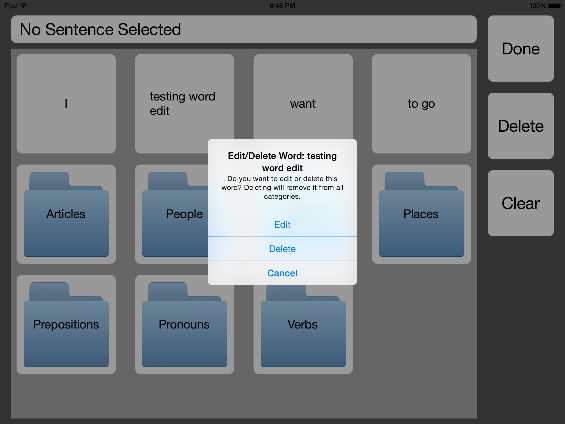 iPad 6:48 PM 100%
No Sentence Selected
Done
I
testing word
edit
want
to go
Delete
Edit/Delete Word: testing
word edit
Do you want to edit or delete this
word? Deleting will remove it from all
categories.
Edit
Delete
Cancel
Clear
Articles
People
Places
Prepositions
Pronouns
Verbs